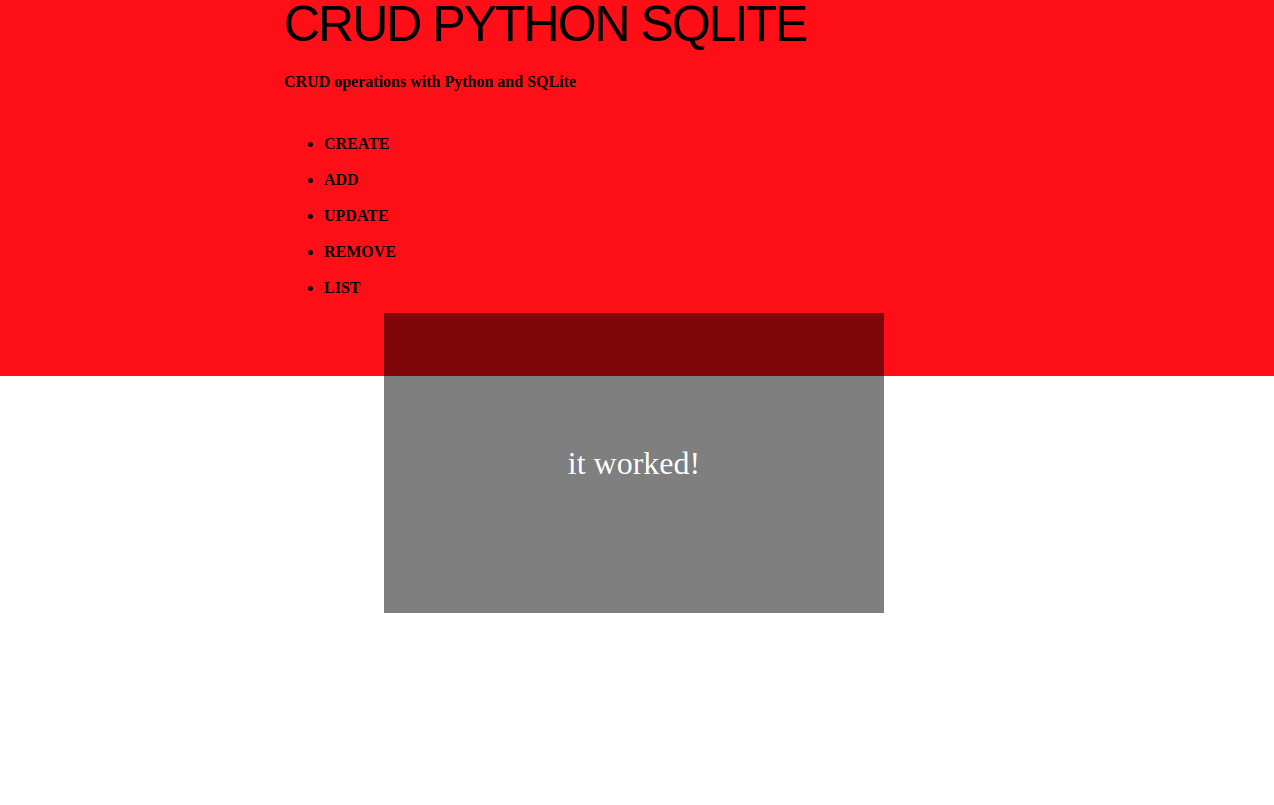 CRUD PYTHON SQLITE
CRUD operations with Python and SQLite
CREATE
ADD
UPDATE
REMOVE
LIST
it worked!